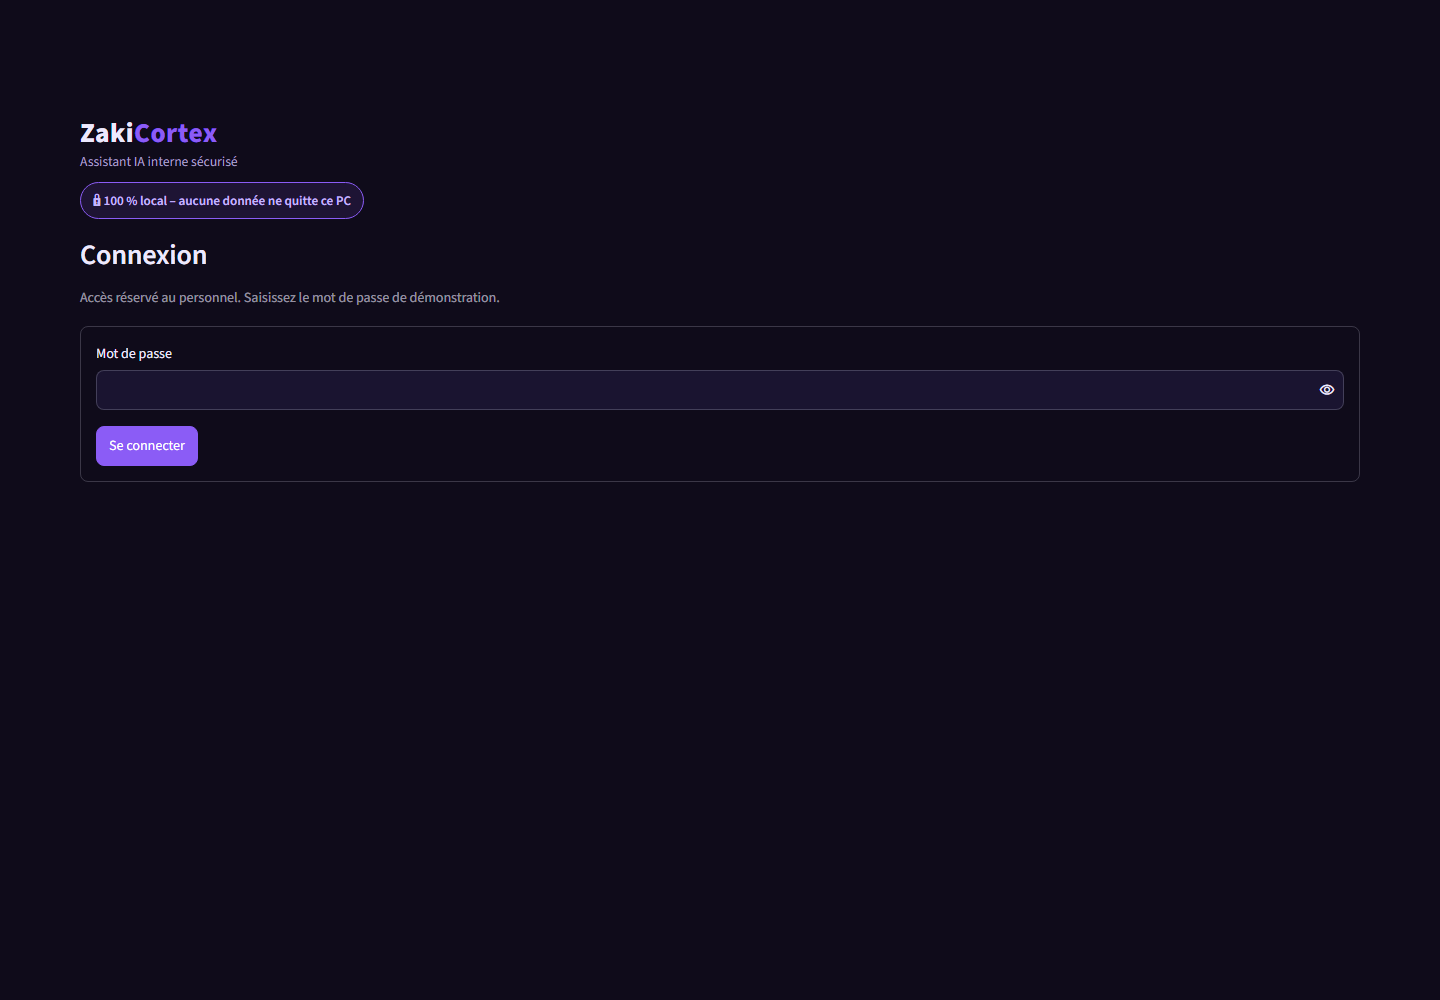 ZakiCortex
Assistant IA interne sécurisé
100 % local – aucune donnée ne quitte ce PC
Connexion
Accès réservé au personnel. Saisissez le mot de passe de démonstration.
Mot de passe
Se connecter